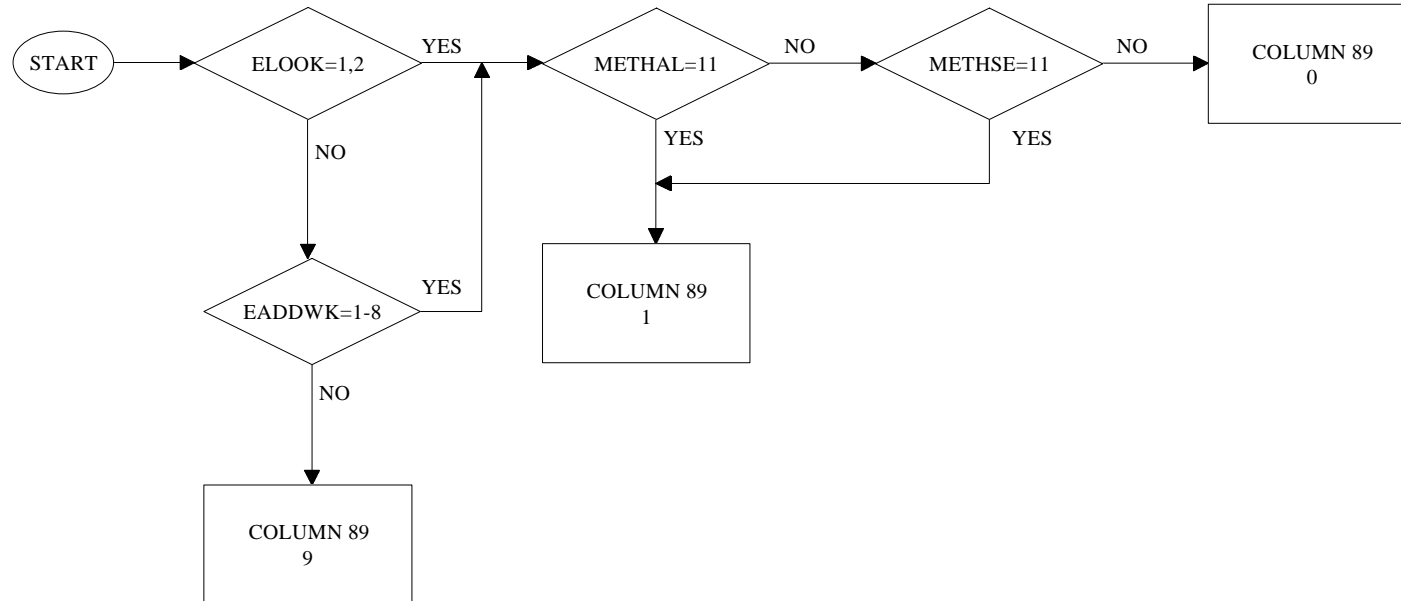 START
ELOOK=1,2
YES
METHAL=11
NO
METHSE=11
NO
COLUMN 89
0
NO
YES
YES
EADDWK=1-8
YES
COLUMN 89
1
NO
COLUMN 89
9